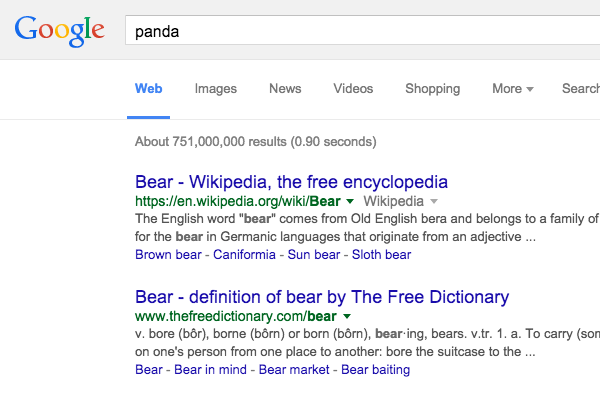 Google panda
Web Images News Videos Shopping More Search
About 751,000,000 results (0.90 seconds)
Bear - Wikipedia, the free encyclopedia
https://en.wikipedia.org/wiki/Bear Wikipedia
The English word "bear" comes from Old English bera and belongs to a family of
for the bear in Germanic languages that originate from an adjective ...
Brown bear - Caniformia - Sun bear - Sloth bear
Bear - definition of bear by The Free Dictionary
www.thefreedictionary.com/bear
v. bore (bôr), borne (bôrn) or born (bôrn), bear·ing, bears. v.tr. 1. a. To carry (som
on one's person from one place to another: bore the suitcase to the ...
Bear - Bear in mind - Bear market - Bear baiting